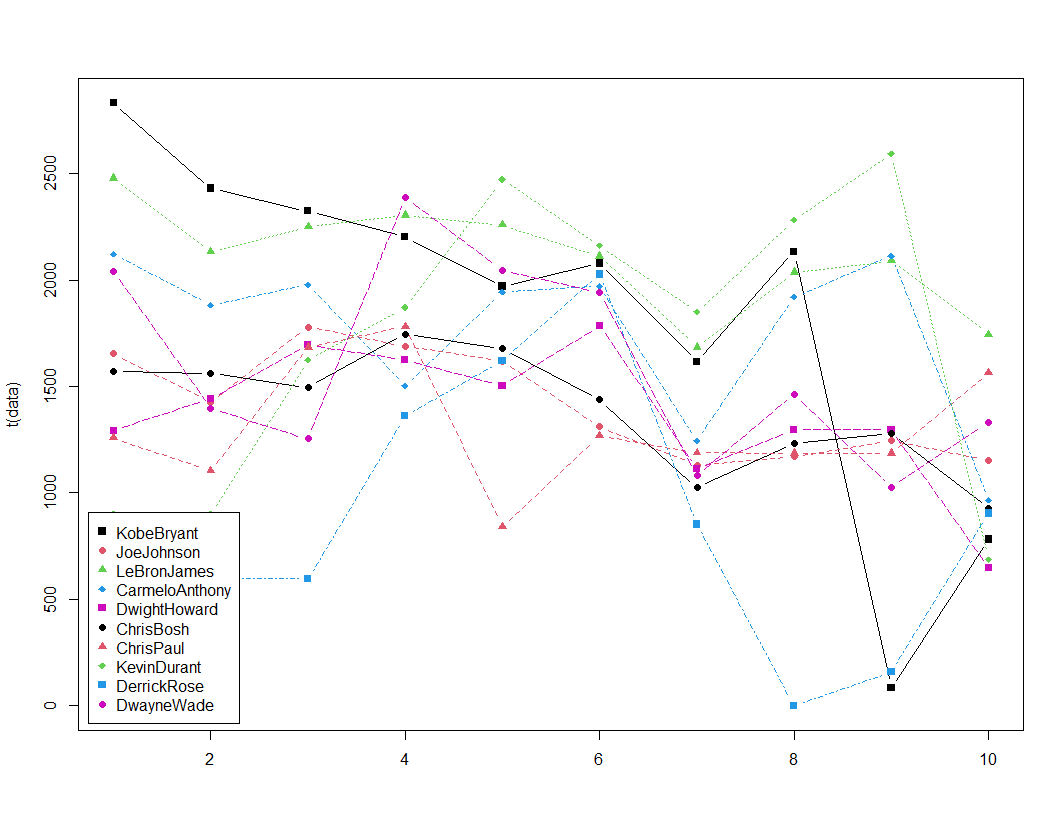 t(data)
2500
2000
1500
1000
500
0
KobeBryant
JoeJohnson
LeBronJames
CarmeloAnthony
DwightHoward
ChrisBosh
ChrisPaul
KevinDurant
DerrickRose
DwayneWade
2 4 6 8 10